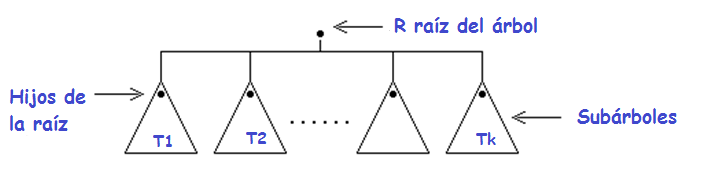 R raíz del árbol
Hijos de
la raíz
T1
T2
......
Tk
Subárboles